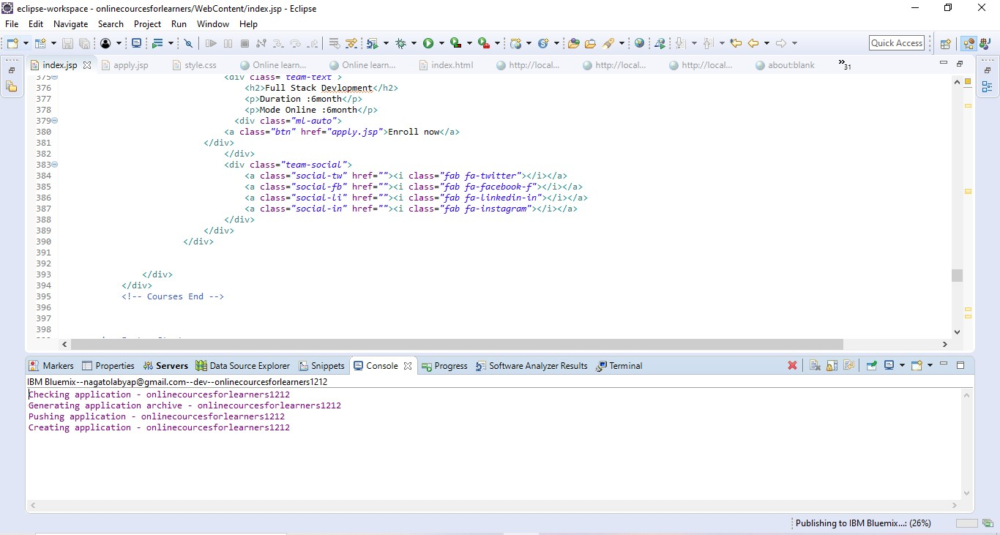 eclipse-workspace - onlinecourcesforlearners/WebContent/index.jsp - Eclipse
File Edit Navigate Search Project Run Window Help
Quick Access
index.jsp apply.jsp style.css Online learn... Online learn... index.html http://local... http://local... http://local... about:blank »31
375 <div class="team-text">
376 <h2>Full Stack Devlopment</h2>
377 <p>Duration :6month</p>
378 <p>Mode Online :6month</p>
379 <div class="ml-auto">
380 <a class="btn" href="apply.jsp">Enroll now</a>
381 </div>
382 </div>
383 <div class="team-social">
384 <a class="social-tw" href=""><i class="fab fa-twitter"></i></a>
385 <a class="social-fb" href=""><i class="fab fa-facebook-f"></i></a>
386 <a class="social-li" href=""><i class="fab fa-linkedin-in"></i></a>
387 <a class="social-in" href=""><i class="fab fa-instagram"></i></a>
388 </div>
389 </div>
390 </div>
391
392
393 </div>
394 </div>
395 <!-- Courses End -->
396
397
398
Markers Properties Servers Data Source Explorer Snippets Console Progress Software Analyzer Results Terminal
IBM Bluemix--nagatolabyap@gmail.com--dev--onlinecourcesforlearners1212
Checking application - onlinecourcesforlearners1212
Generating application archive - onlinecourcesforlearners1212
Pushing application - onlinecourcesforlearners1212
Creating application - onlinecourcesforlearners1212
Publishing to IBM Bluemix...: (26%)